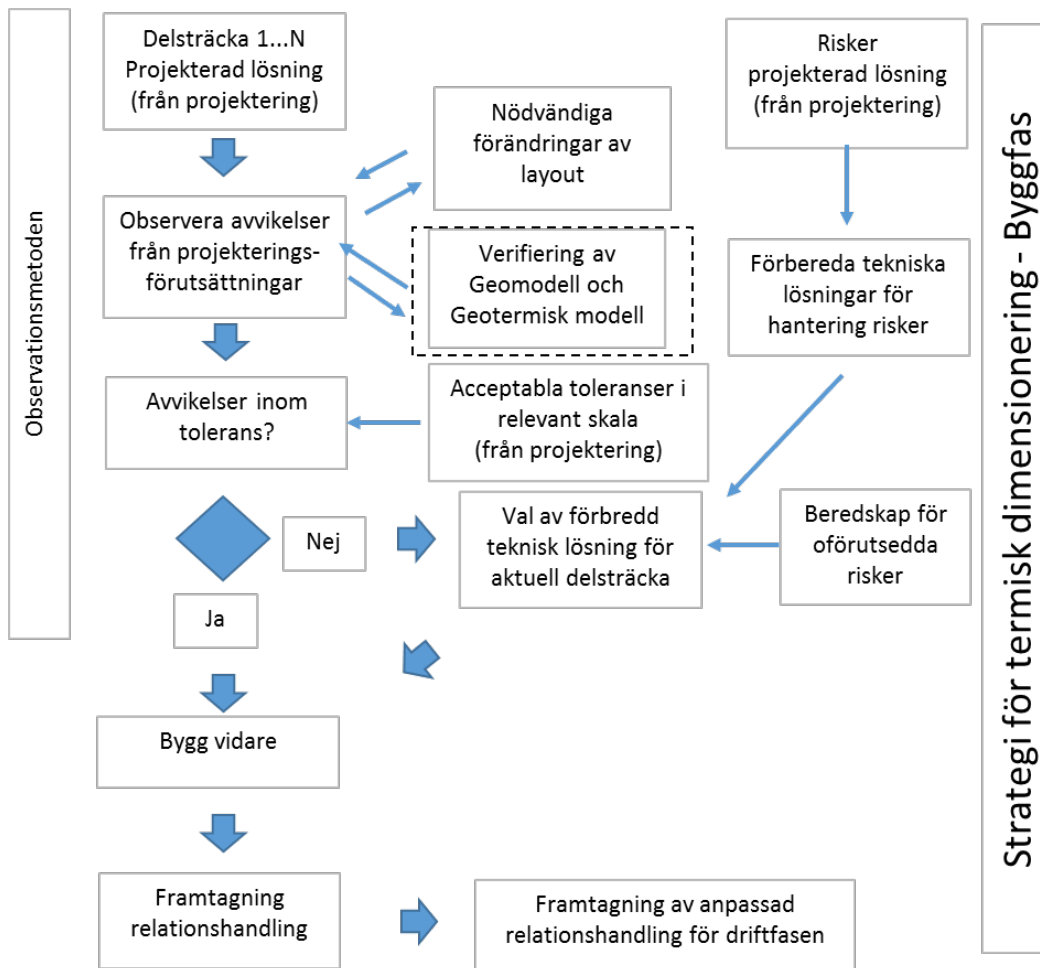 Observationsmetoden
Delsträcka 1...N
Projekterad lösning
(från projektering)
Risker
projekterad lösning
(från projektering)
Nödvändiga
förändringar av
layout
Observera avvikelser
från projekterings-
förutsättningar
Verifiering av
Geomodell och
Geotermisk modell
Förbereda tekniska
lösningar för
hantering risker
Avvikelser inom
tolerans?
Acceptabla toleranser i
relevant skala
(från projektering)
Nej
Val av förbredd
teknisk lösning för
aktuell delsträcka
Beredskap för
oförutsedda
risker
Ja
Bygg vidare
Framtagning
relationshandling
Framtagning av anpassad
relationshandling för driftfasen
Strategi för termisk dimensionering - Byggfas